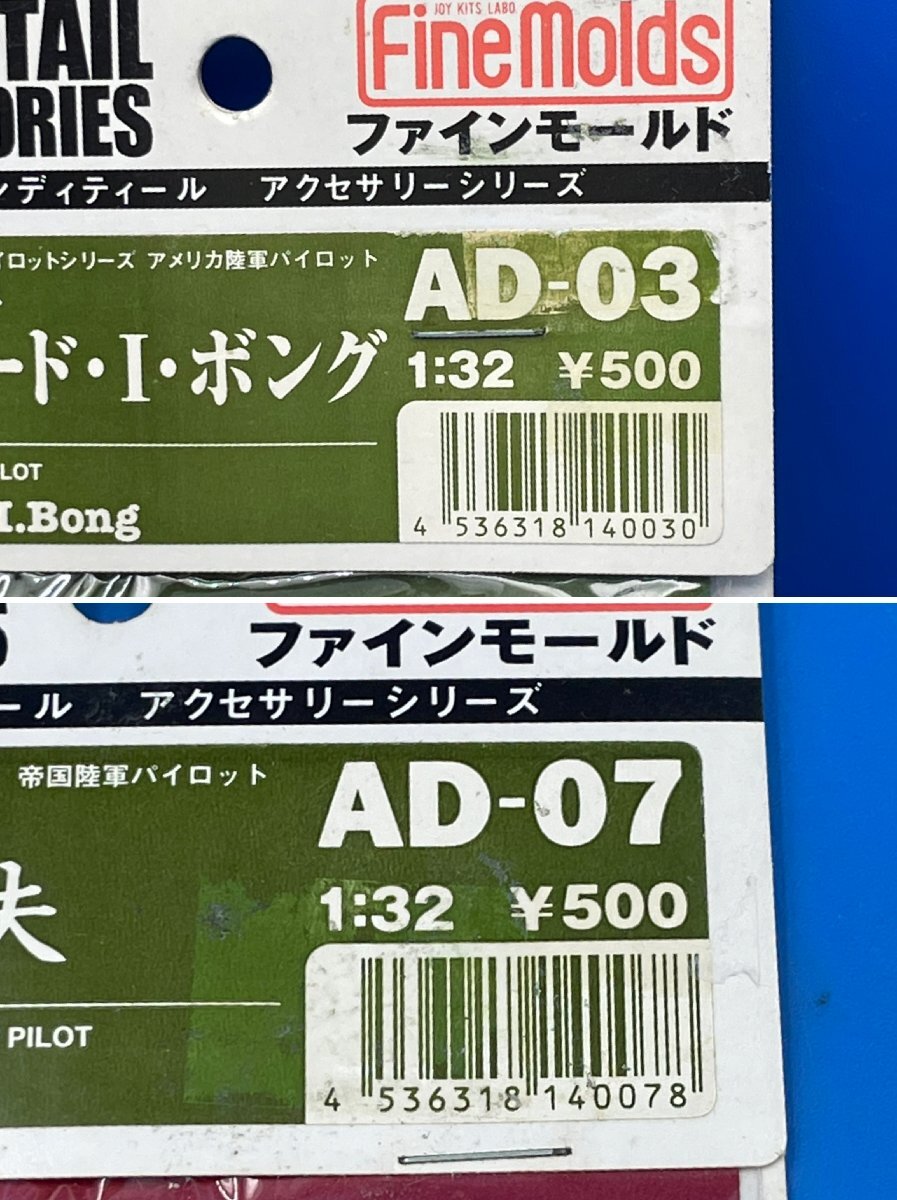 TAIL
ORIES
JOY KITS LABO.
FineMolds
ファインモールド
ンディティール アクセサリーシリーズ
イロットシリーズ アメリカ陸軍パイロット
AD-03
ード・I・ボング
1:32 ¥500
LOT
I.Bong
4 536318 140030
ファインモールド
ール アクセサリーシリーズ
帝国陸軍パイロット
AD-07
夫
1:32 ¥500
PILOT
4 536318 140078